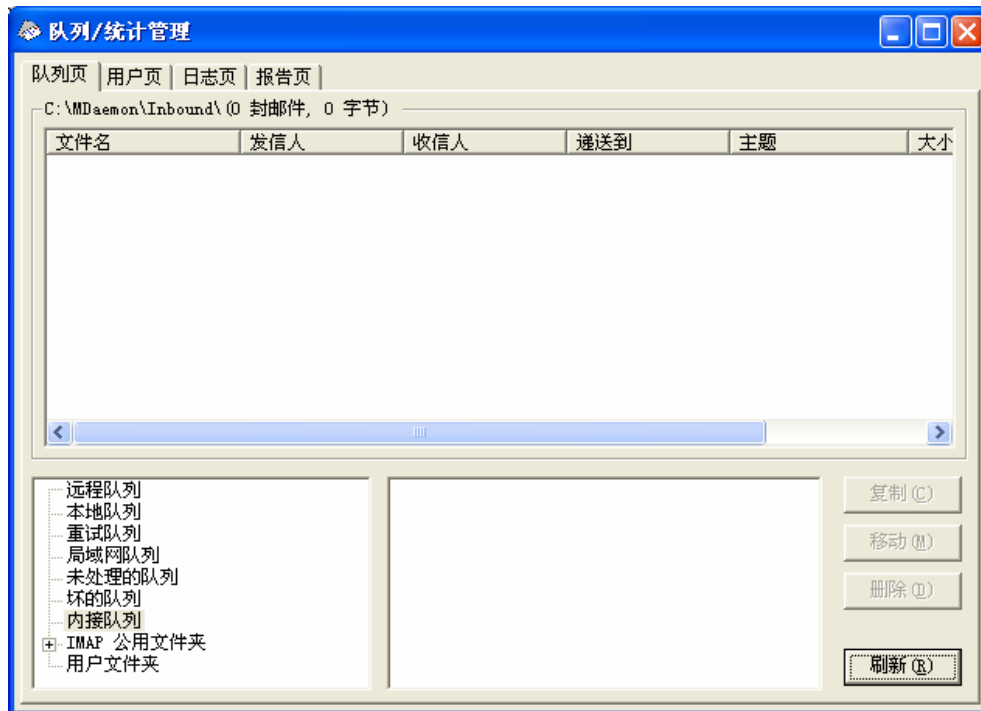 队列/统计管理
队列页 用户页 日志页 报告页
C:\MDaemon\Inbound\(0 封邮件, 0 字节)
文件名 发信人 收信人 递送到 主题 大小
远程队列
本地队列
重试队列
局域网队列
未处理的队列
坏的队列
内接队列
IMAP 公用文件夹
用户文件夹
复制(C)
移动(M)
删除(D)
刷新(R)